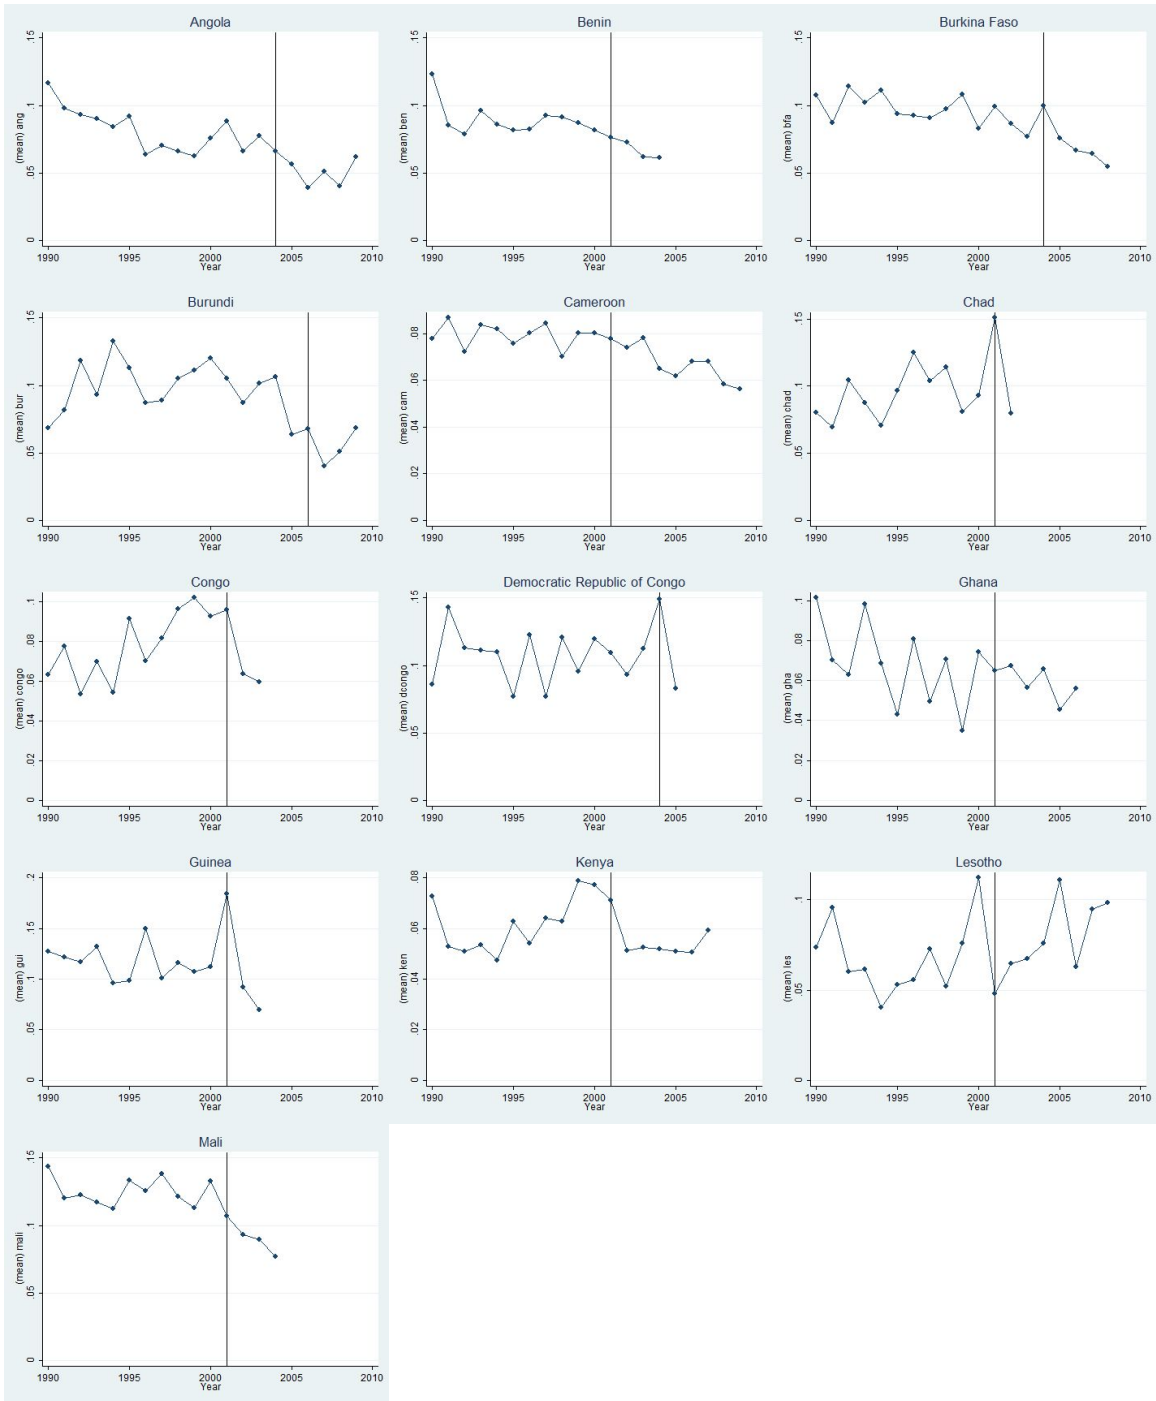 Angola
(mean) ang
0 .05 .1 .15
1990 1995 2000 2005 2010
Year
Benin
(mean) ben
0 .05 .1 .15
1990 1995 2000 2005 2010
Year
Burkina Faso
(mean) bfa
0 .05 .1 .15
1990 1995 2000 2005 2010
Year
Burundi
(mean) bur
0 .05 .1 .15
1990 1995 2000 2005 2010
Year
Cameroon
(mean) cam
0 .02 .04 .06 .08
1990 1995 2000 2005 2010
Year
Chad
(mean) chad
0 .05 .1 .15
1990 1995 2000 2005 2010
Year
Congo
(mean) congo
0 .02 .04 .06 .08 .1
1990 1995 2000 2005 2010
Year
Democratic Republic of Congo
(mean) dcongo
0 .05 .1 .15
1990 1995 2000 2005 2010
Year
Ghana
(mean) gha
0 .02 .04 .06 .08 .1
1990 1995 2000 2005 2010
Year
Guinea
(mean) gui
0 .05 .1 .15 .2
1990 1995 2000 2005 2010
Year
Kenya
(mean) ken
0 .02 .04 .06 .08
1990 1995 2000 2005 2010
Year
Lesotho
(mean) les
0 .05 .1
1990 1995 2000 2005 2010
Year
Mali
(mean) mali
0 .05 .1 .15
1990 1995 2000 2005 2010
Year